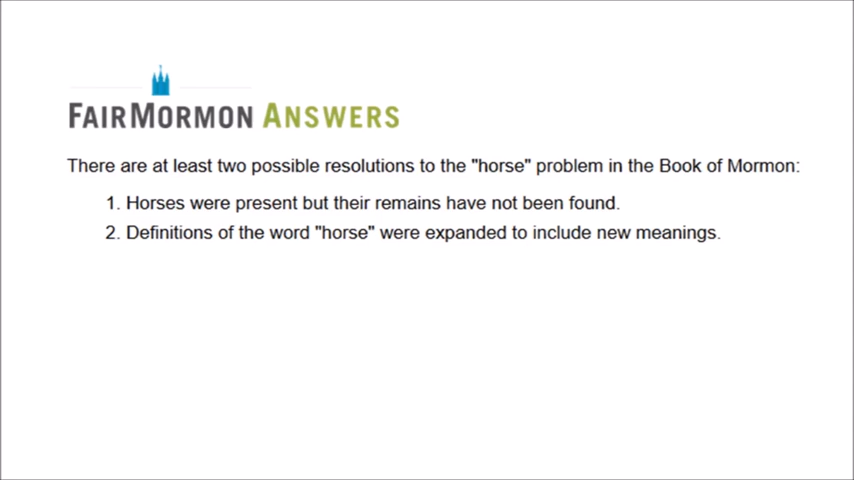 FAIRMORMON ANSWERS
There are at least two possible resolutions to the "horse" problem in the Book of Mormon:
1. Horses were present but their remains have not been found.
2. Definitions of the word "horse" were expanded to include new meanings.